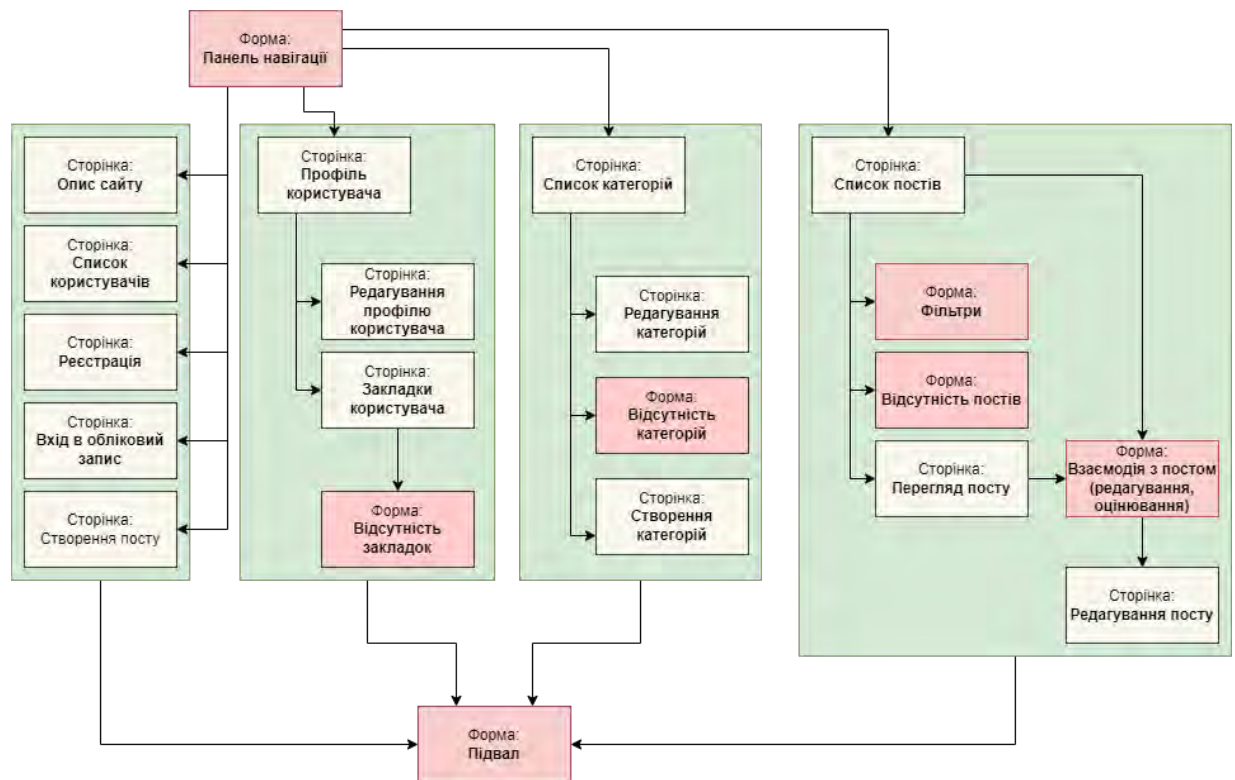 Форма:
Панель навігації
Сторінка:
Опис сайту
Сторінка:
Список
користувачів
Сторінка:
Реєстрація
Сторінка:
Вхід в обліковий
запис
Сторінка:
Створення посту
Сторінка:
Профіль
користувача
Сторінка:
Редагування
профілю
користувача
Сторінка:
Закладки
користувача
Форма:
Відсутність
закладок
Сторінка:
Список категорій
Сторінка:
Редагування
категорій
Форма:
Відсутність
категорій
Сторінка:
Створення
категорій
Сторінка:
Список постів
Форма:
Фільтри
Форма:
Відсутність постів
Сторінка:
Перегляд посту
Форма:
Взаємодія з постом
(редагування,
оцінювання)
Сторінка:
Редагування посту
Форма:
Підвал